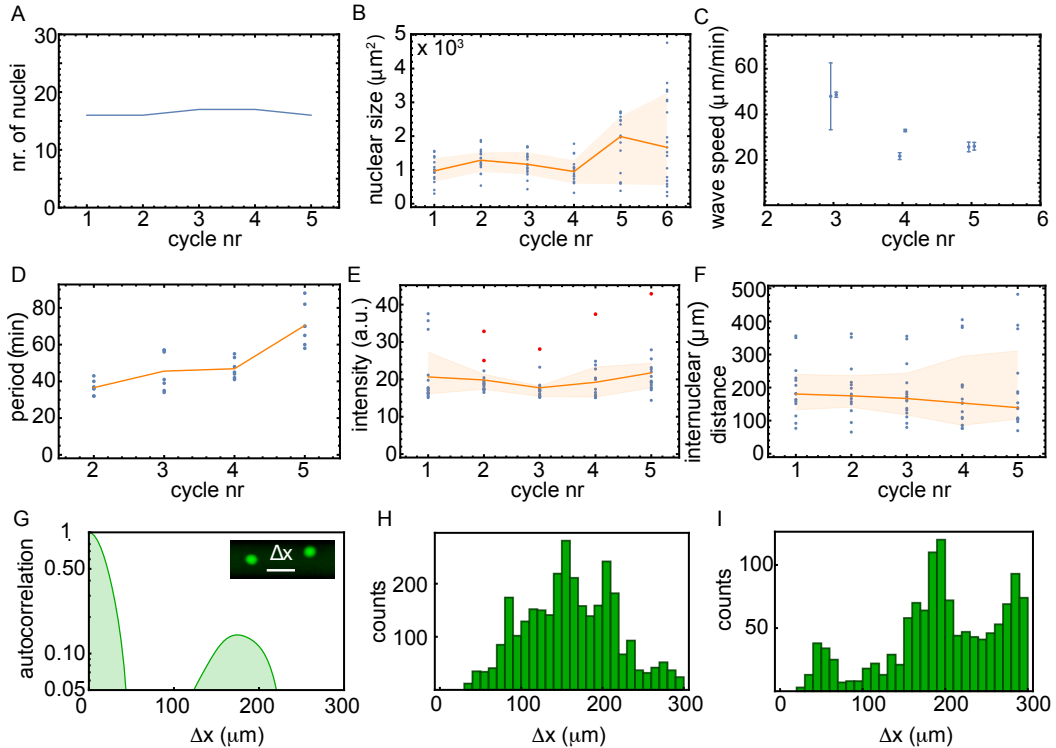 A
30
20
10
0
nr. of nuclei
1 2 3 4 5
cycle nr
B
x 10³
5
4
3
2
1
0
nuclear size (μm²)
1 2 3 4 5 6
cycle nr
C
60
40
20
wave speed (μm/min)
2 3 4 5 6
cycle nr
D
80
60
40
20
0
period (min)
2 3 4 5
cycle nr
E
40
30
20
10
0
intensity (a.u.)
1 2 3 4 5
cycle nr
F
500
400
300
200
100
0
internuclear
distance (μm)
1 2 3 4 5
cycle nr
G
1
0.50
0.10
0.05
autocorrelation
Δx
0 100 200 300
Δx (μm)
H
200
100
counts
0 100 200 300
Δx (μm)
I
100
50
0
counts
0 100 200 300
Δx (μm)